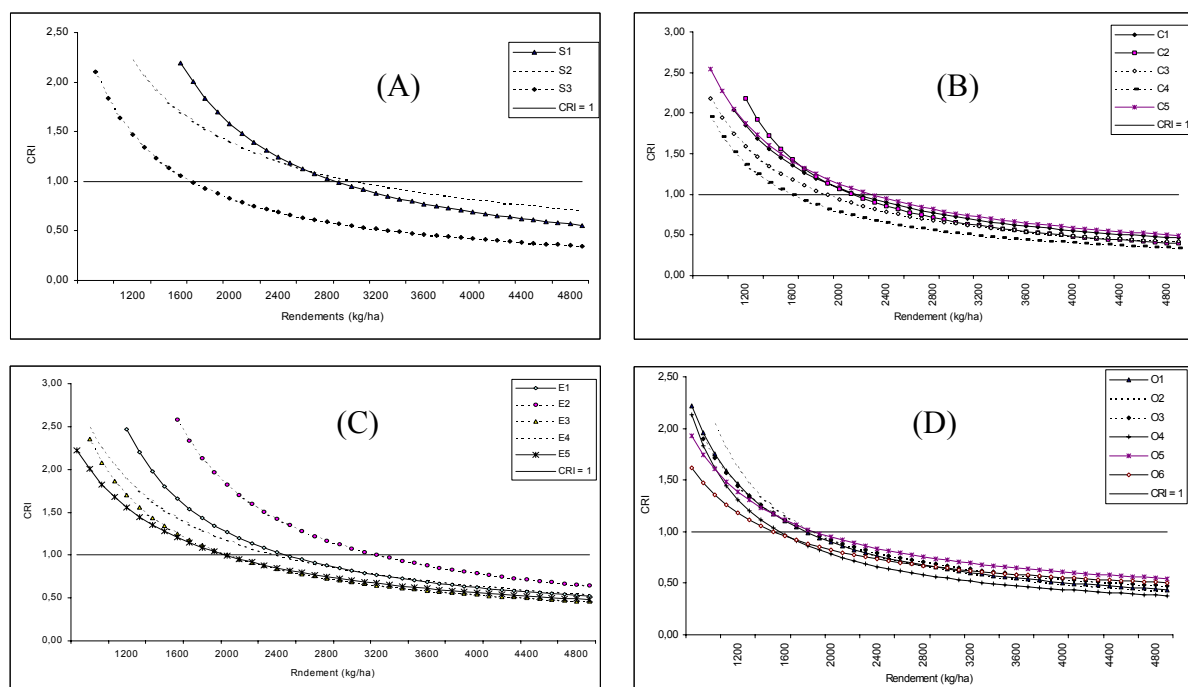 2,50
2,00
1,50
1,00
0,50
0,00
CRI
1200 1600 2000 2400 2800 3200 3600 4000 4400 4800
Rendements (kg/ha)
(A)
S1
S2
S3
CRI = 1
3,00
2,50
2,00
1,50
1,00
0,50
0,00
CRI
1200 1600 2000 2400 2800 3200 3600 4000 4400 4800
Rendement (kg/ha)
(B)
C1
C2
C3
C4
C5
CRI = 1
3,00
2,50
2,00
1,50
1,00
0,50
0,00
CRI
1200 1600 2000 2400 2800 3200 3600 4000 4400 4800
Rndement (kg/ha)
(C)
E1
E2
E3
E4
E5
CRI = 1
2,50
2,00
1,50
1,00
0,50
0,00
CRI
1200 1600 2000 2400 2800 3200 3600 4000 4400 4800
Rendement (kg/ha)
(D)
O1
O2
O3
O4
O5
O6
CRI = 1